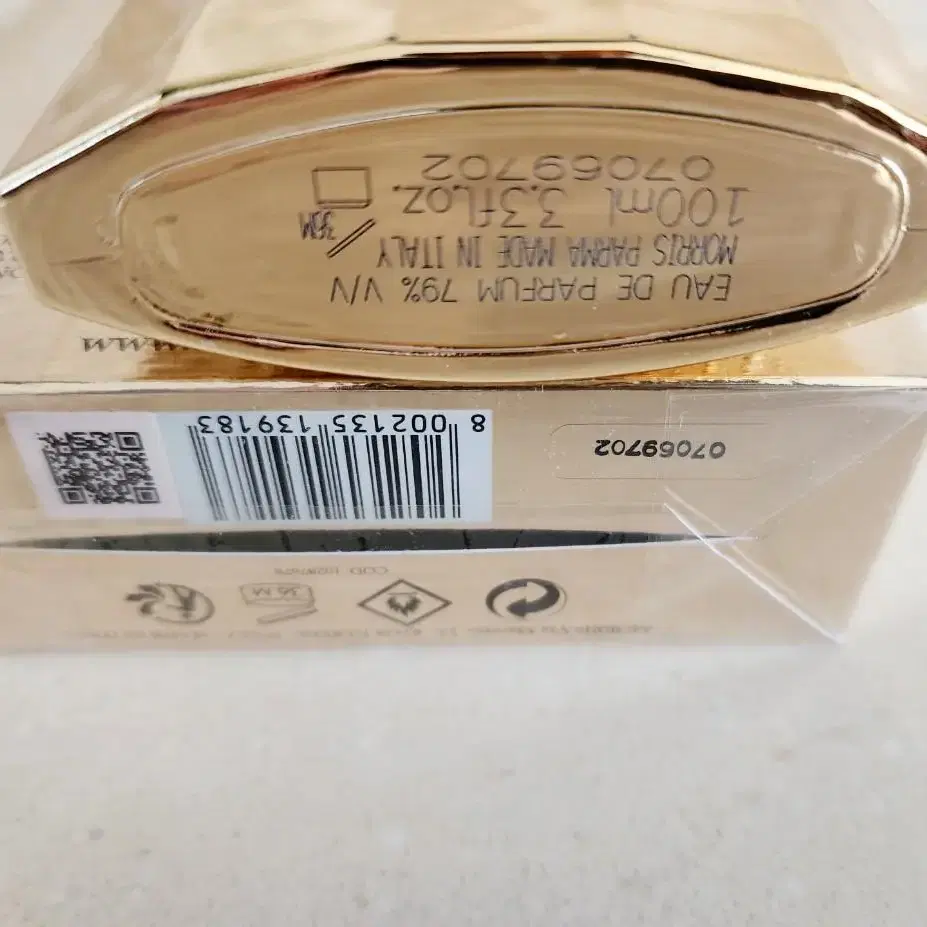 EAU DE PARFUM 79% V/V
MORRIS PARMA MADE IN ITALY
36M
100ml 3.3fl.oz.
07069702
07069702
8 002135 139183
36 M